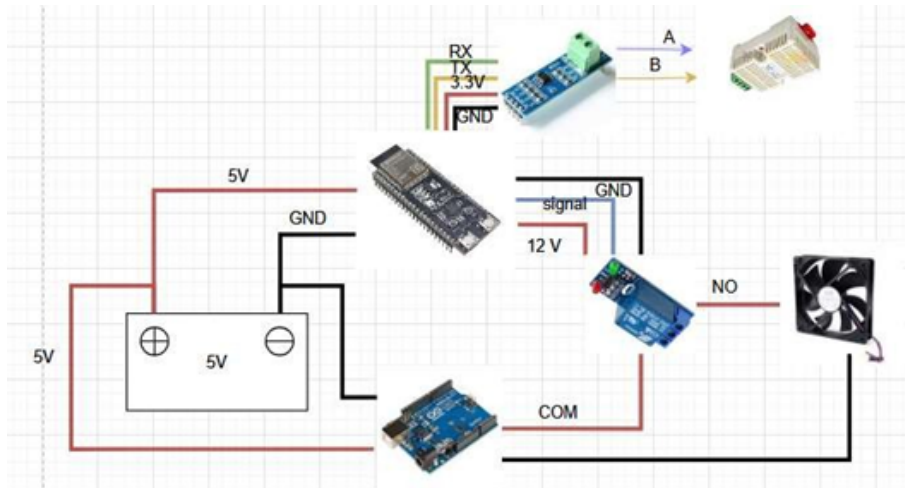 RX
TX
3.3V
GND
A
B
5V
GND
GND
signal
12 V
NO
5V
5V
COM